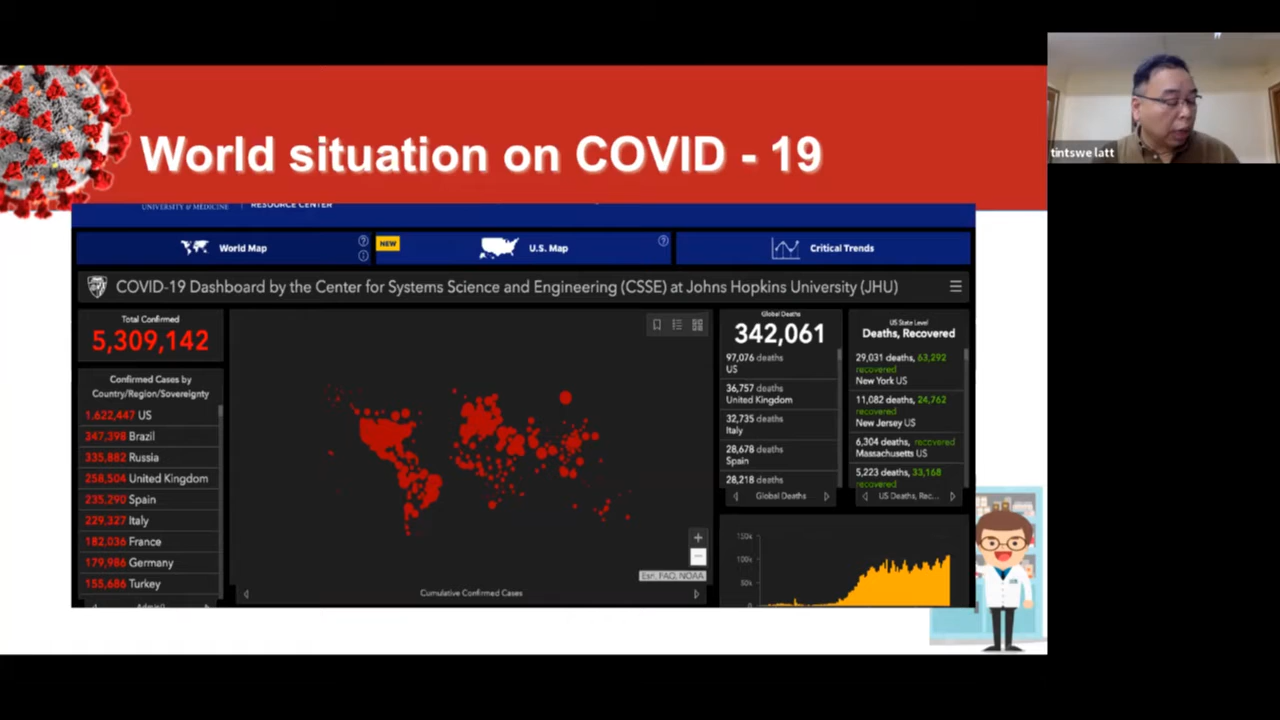 World situation on COVID - 19
tintswe latt
UNIVERSITY & MEDICINE
RESOURCE CENTER
World Map
NEW
U.S. Map
Critical Trends
COVID-19 Dashboard by the Center for Systems Science and Engineering (CSSE) at Johns Hopkins University (JHU)
Total Confirmed
5,309,142
Confirmed Cases by
Country/Region/Sovereignty
1,622,447 US
347,398 Brazil
335,882 Russia
258,504 United Kingdom
235,290 Spain
229,327 Italy
182,036 France
179,986 Germany
155,686 Turkey
Admin0
Esri, FAO, NOAA
Cumulative Confirmed Cases
Global Deaths
342,061
97,076 deaths
US
36,757 deaths
United Kingdom
32,735 deaths
Italy
28,678 deaths
Spain
28,218 deaths
Global Deaths
US State Level
Deaths, Recovered
29,031 deaths, 63,292
recovered
New York US
11,082 deaths, 24,762
recovered
New Jersey US
6,304 deaths, recovered
Massachusetts US
5,223 deaths, 33,168
recovered
US Deaths, Rec...
150k
100k
50k
0